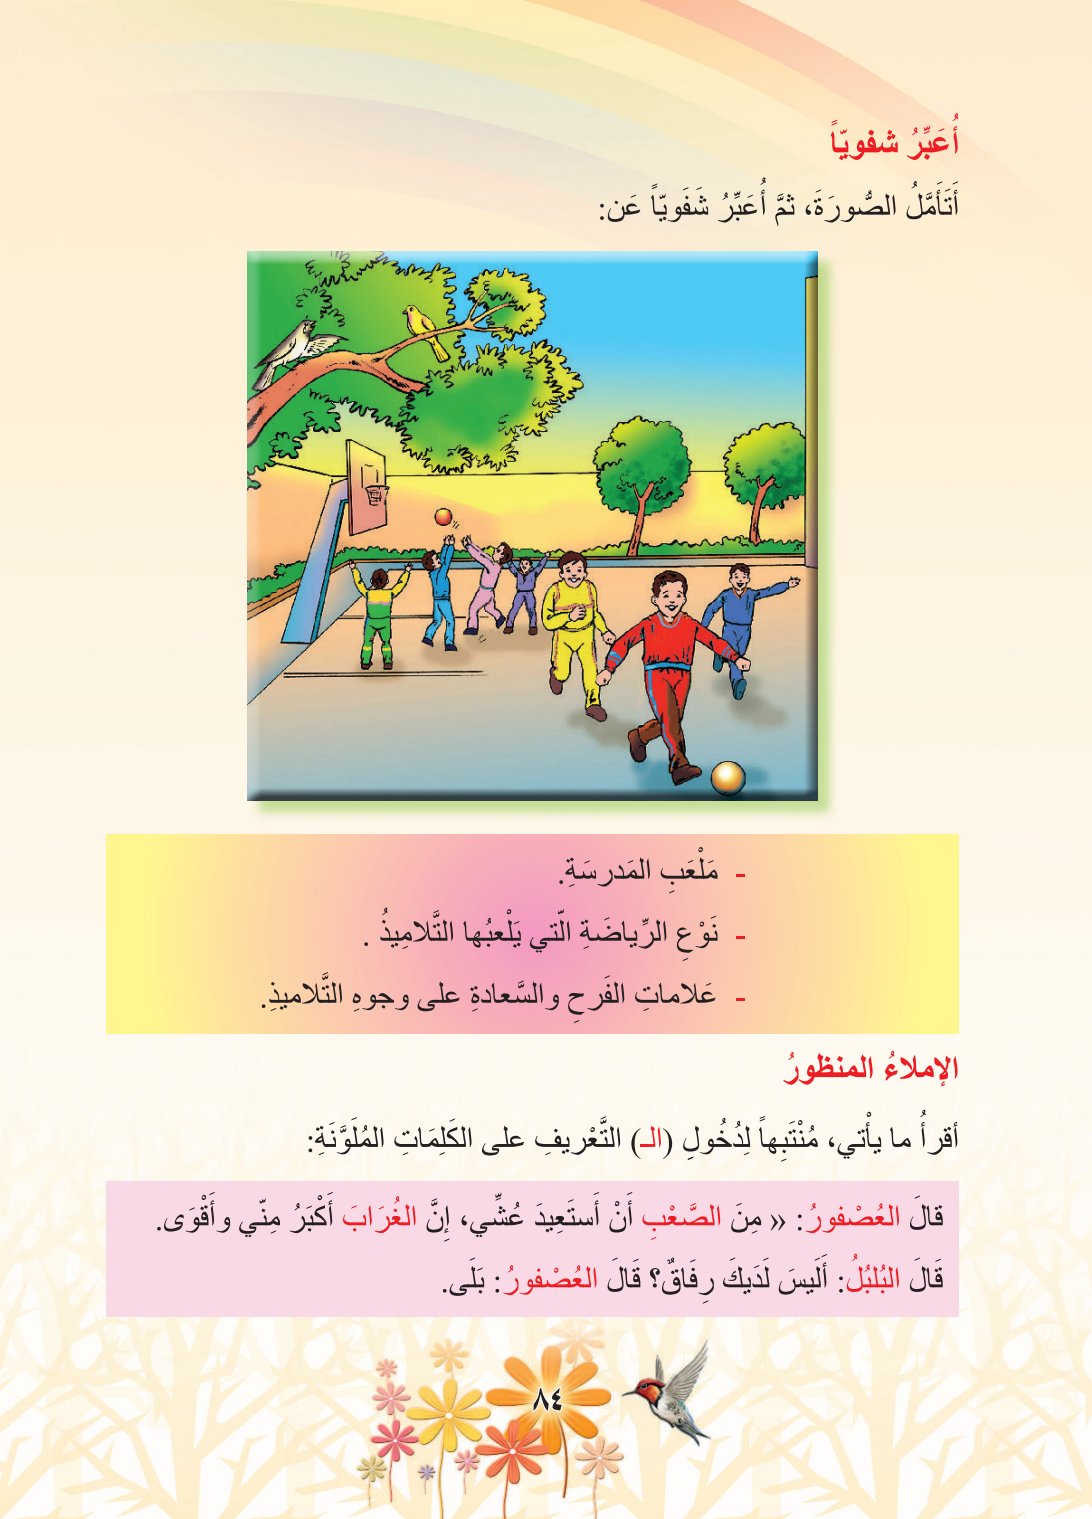 أُعَبِّرُ شفويّاً
أَتَأَمَّلُ الصُّورَةَ، ثمَّ أُعَبِّرُ شَفَويّاً عَن:
- مَلْعَبِ المَدرسَةِ.
- نَوْعِ الرِّياضَةِ الّتي يَلْعبُها التَّلامِيذُ .
- عَلاماتِ الفَرحِ والسَّعادةِ على وجوهِ التَّلاميذِ.
الإملاءُ المنظورُ
أقرأُ ما يأْتي، مُنْتَبِهاً لِدُخُولِ (الـ) التَّعْريفِ على الكَلِمَاتِ المُلَوَّنَةِ:
قالَ العُصْفورُ: « مِنَ الصَّعْبِ أَنْ أَستَعِيدَ عُشِّي، إِنَّ الغُرَابَ أَكْبَرُ مِنّي وأَقْوَى.
قَالَ البُلبُلُ: أَلَيسَ لَدَيكَ رِفَاقٌ؟ قَالَ العُصْفورُ: بَلَى.
٨٤